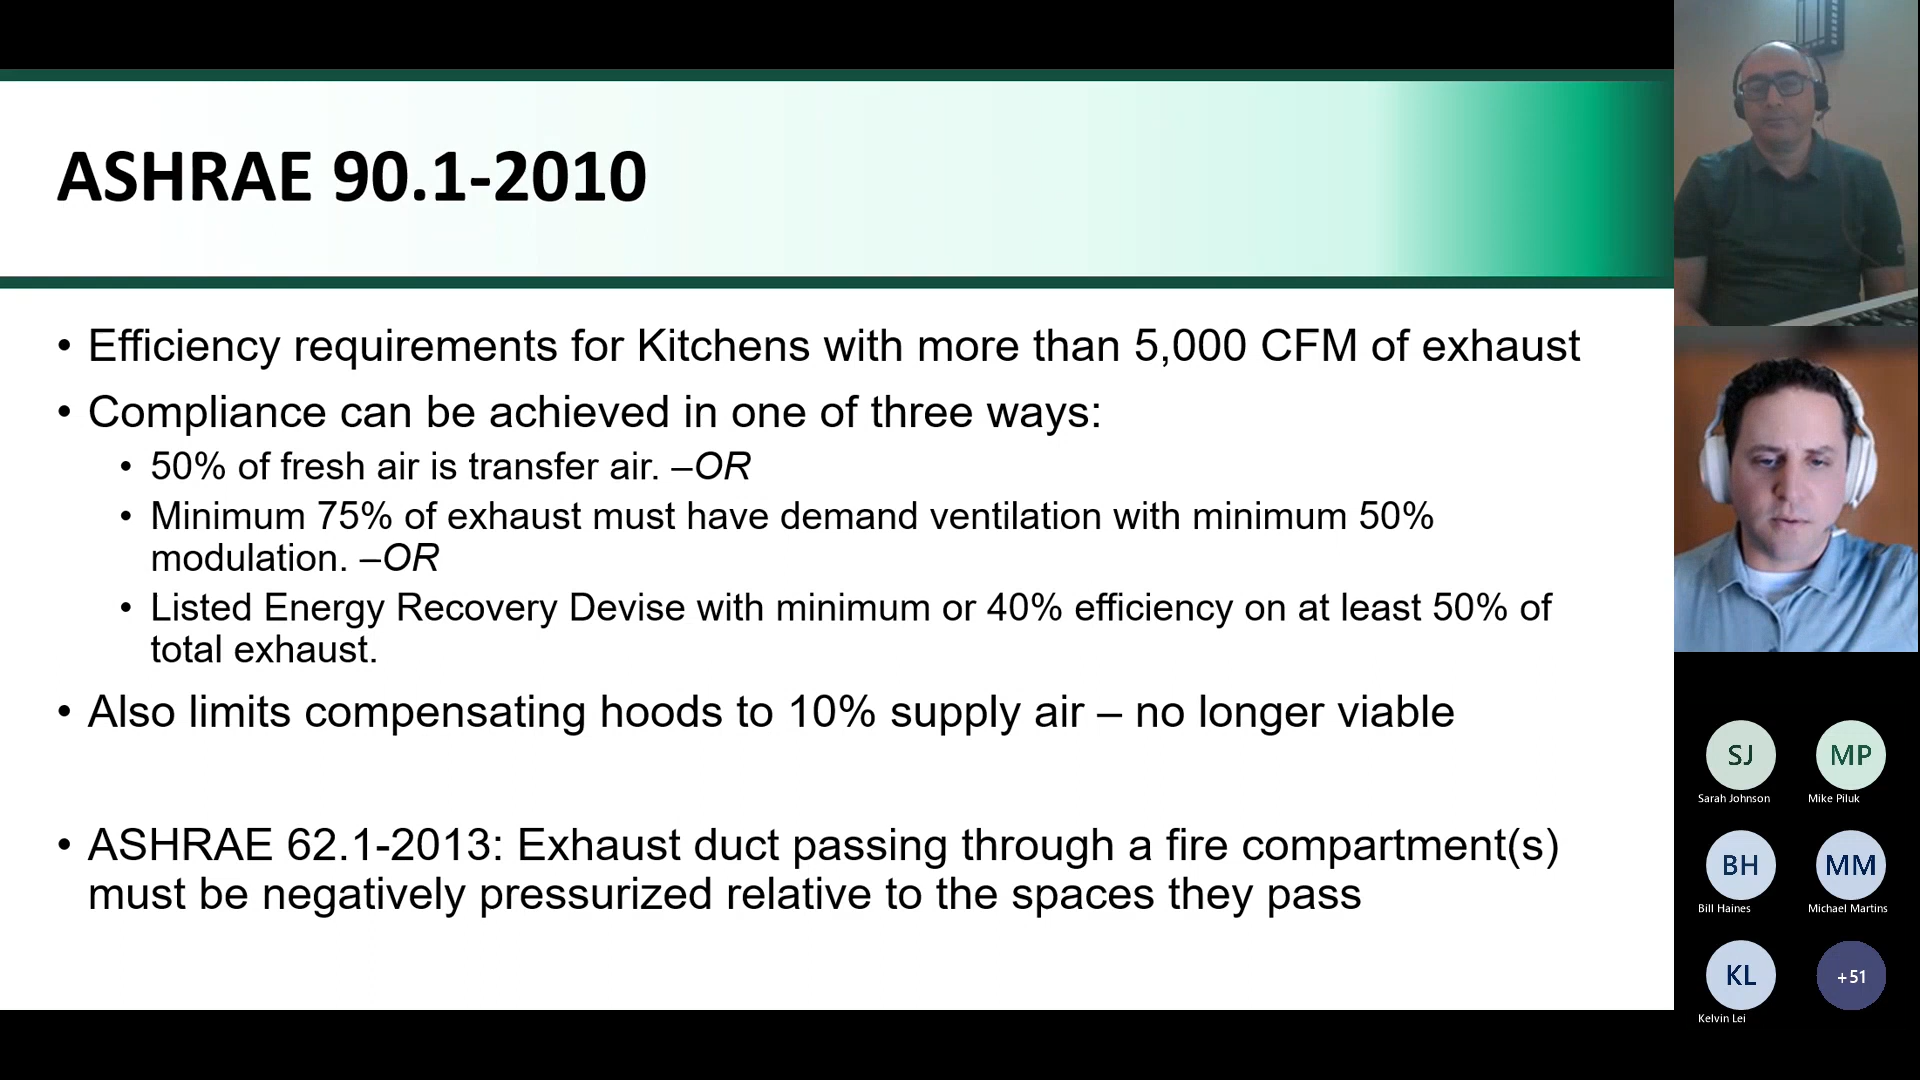 ASHRAE 90.1-2010
• Efficiency requirements for Kitchens with more than 5,000 CFM of exhaust
• Compliance can be achieved in one of three ways:
• 50% of fresh air is transfer air. –OR
• Minimum 75% of exhaust must have demand ventilation with minimum 50%
modulation. –OR
• Listed Energy Recovery Devise with minimum or 40% efficiency on at least 50% of
total exhaust.
• Also limits compensating hoods to 10% supply air – no longer viable
• ASHRAE 62.1-2013: Exhaust duct passing through a fire compartment(s)
must be negatively pressurized relative to the spaces they pass
SJ
Sarah Johnson
MP
Mike Piluk
BH
Bill Haines
MM
Michael Martins
KL
Kelvin Lei
+51